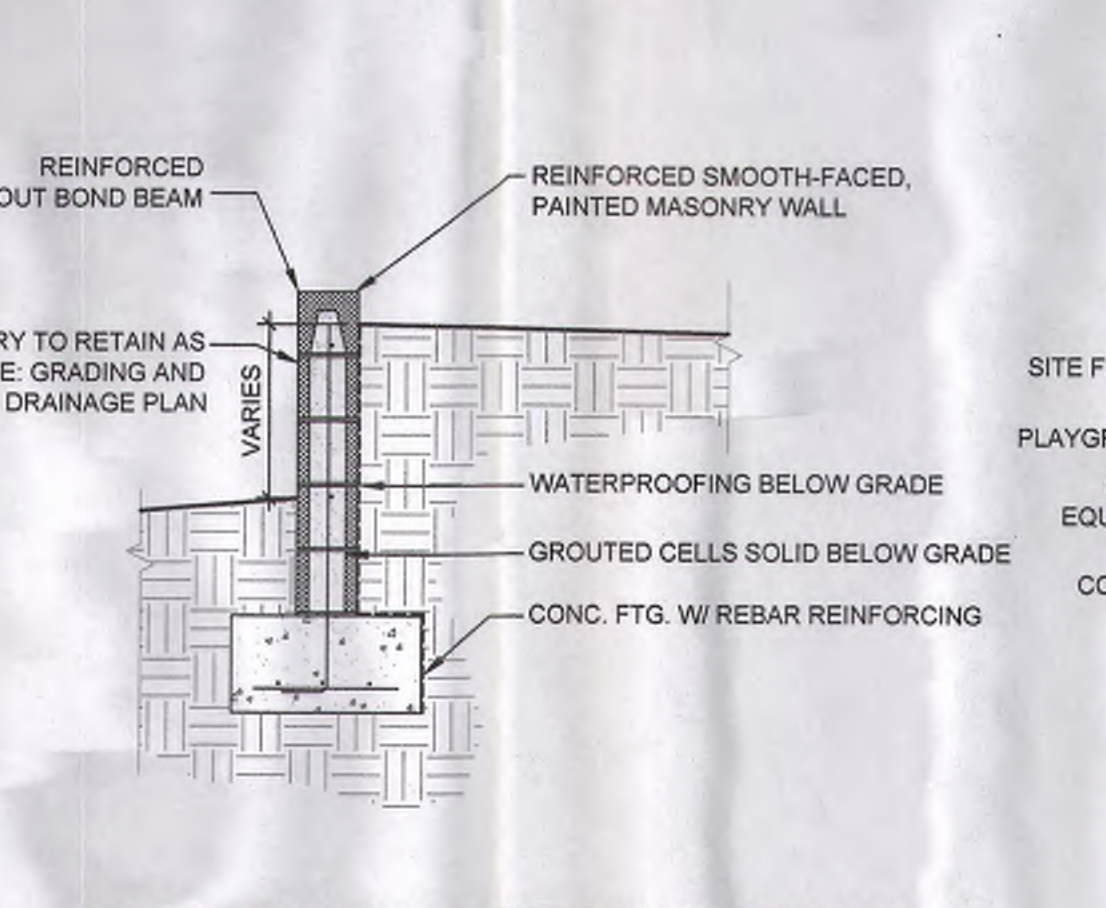 REINFORCED
OUT BOND BEAM
REINFORCED SMOOTH-FACED,
PAINTED MASONRY WALL
RY TO RETAIN AS
E: GRADING AND
DRAINAGE PLAN
VARIES
WATERPROOFING BELOW GRADE
GROUTED CELLS SOLID BELOW GRADE
CONC. FTG. W/ REBAR REINFORCING
SITE F
PLAYGR
EQU
CO